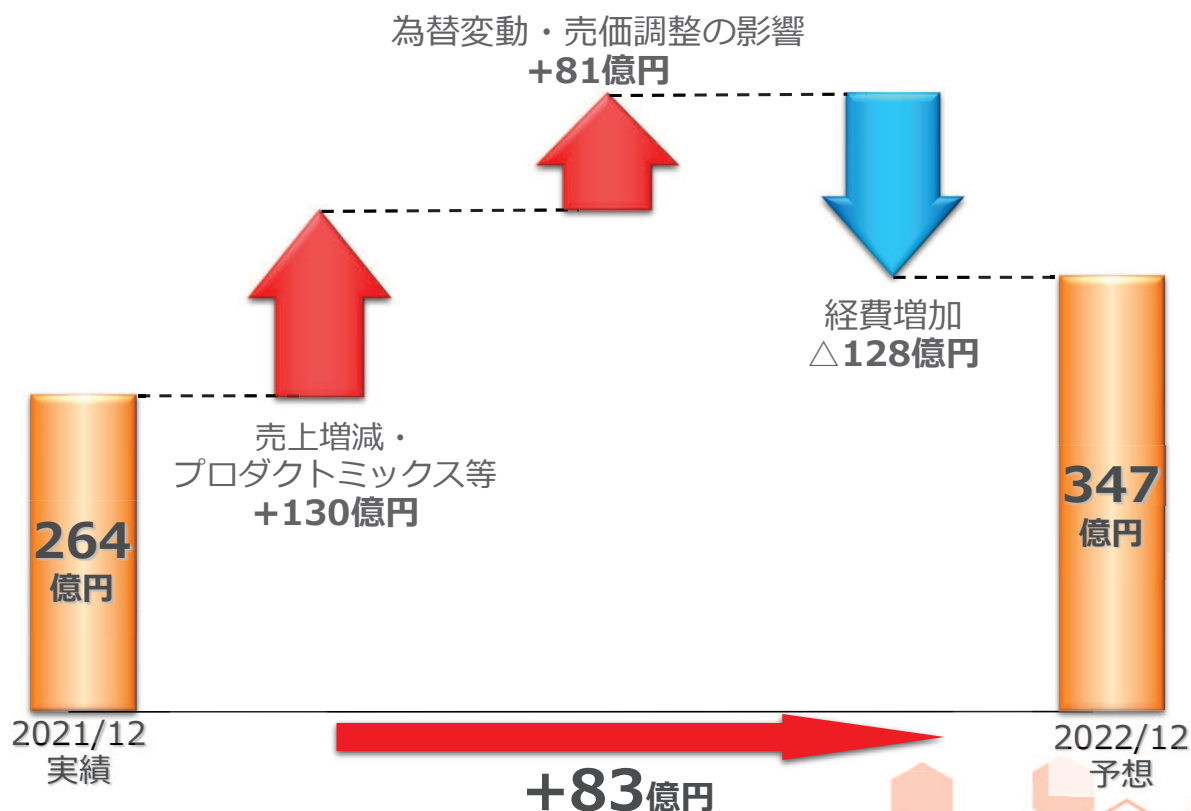 為替変動・売価調整の影響
+81億円
経費増加
△128億円
売上増減・
プロダクトミックス等
+130億円
264
億円
347
億円
2021/12
実績
2022/12
予想
+83億円